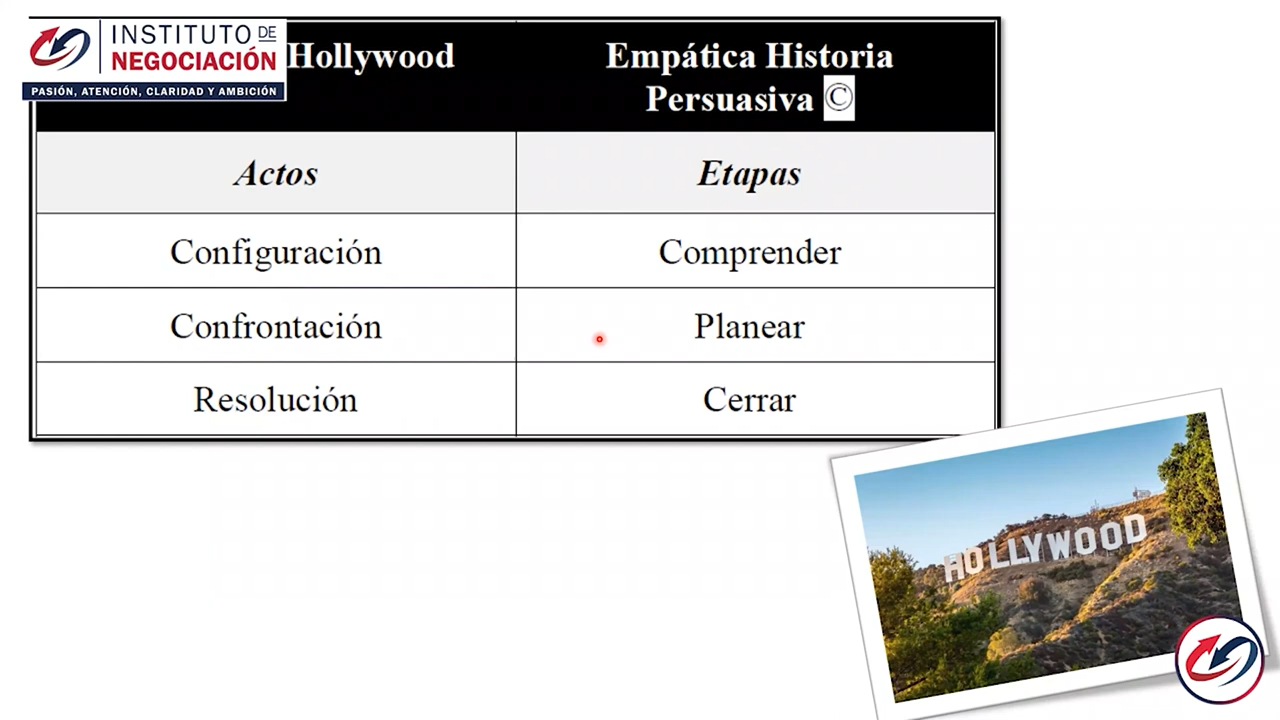 INSTITUTO DE
NEGOCIACIÓN
PASIÓN, ATENCIÓN, CLARIDAD Y AMBICIÓN
Hollywood
Empática Historia
Persuasiva ©
Actos
Etapas
Configuración
Comprender
Confrontación
Planear
Resolución
Cerrar
HOLLYWOOD